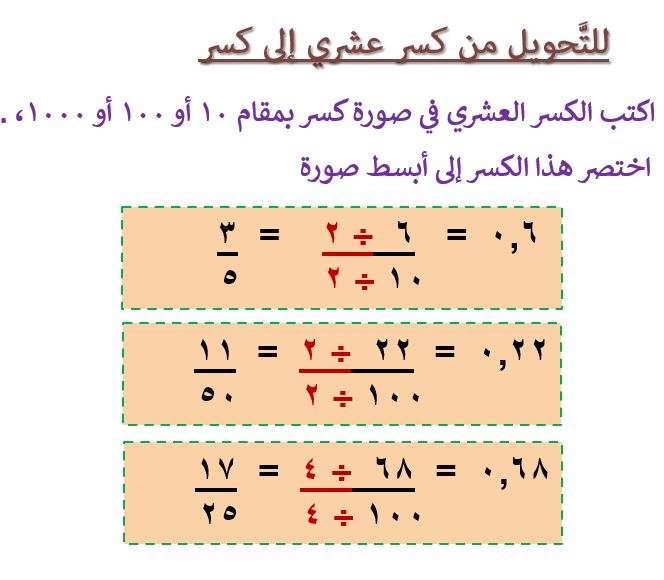 للتَّحويل من كسر عشري إلى كسر
اكتب الكسر العشري في صورة كسر بمقام ١٠ أو ١٠٠ أو ١٠٠٠، .
اختصر هذا الكسر إلى أبسط صورة
٠,٦ = ٦ ÷ ٢ = ٣
١٠ ÷ ٢ ٥
٠,٢٢ = ٢٢ ÷ ٢ = ١١
١٠٠ ÷ ٢ ٥٠
٠,٦٨ = ٦٨ ÷ ٤ = ١٧
١٠٠ ÷ ٤ ٢٥